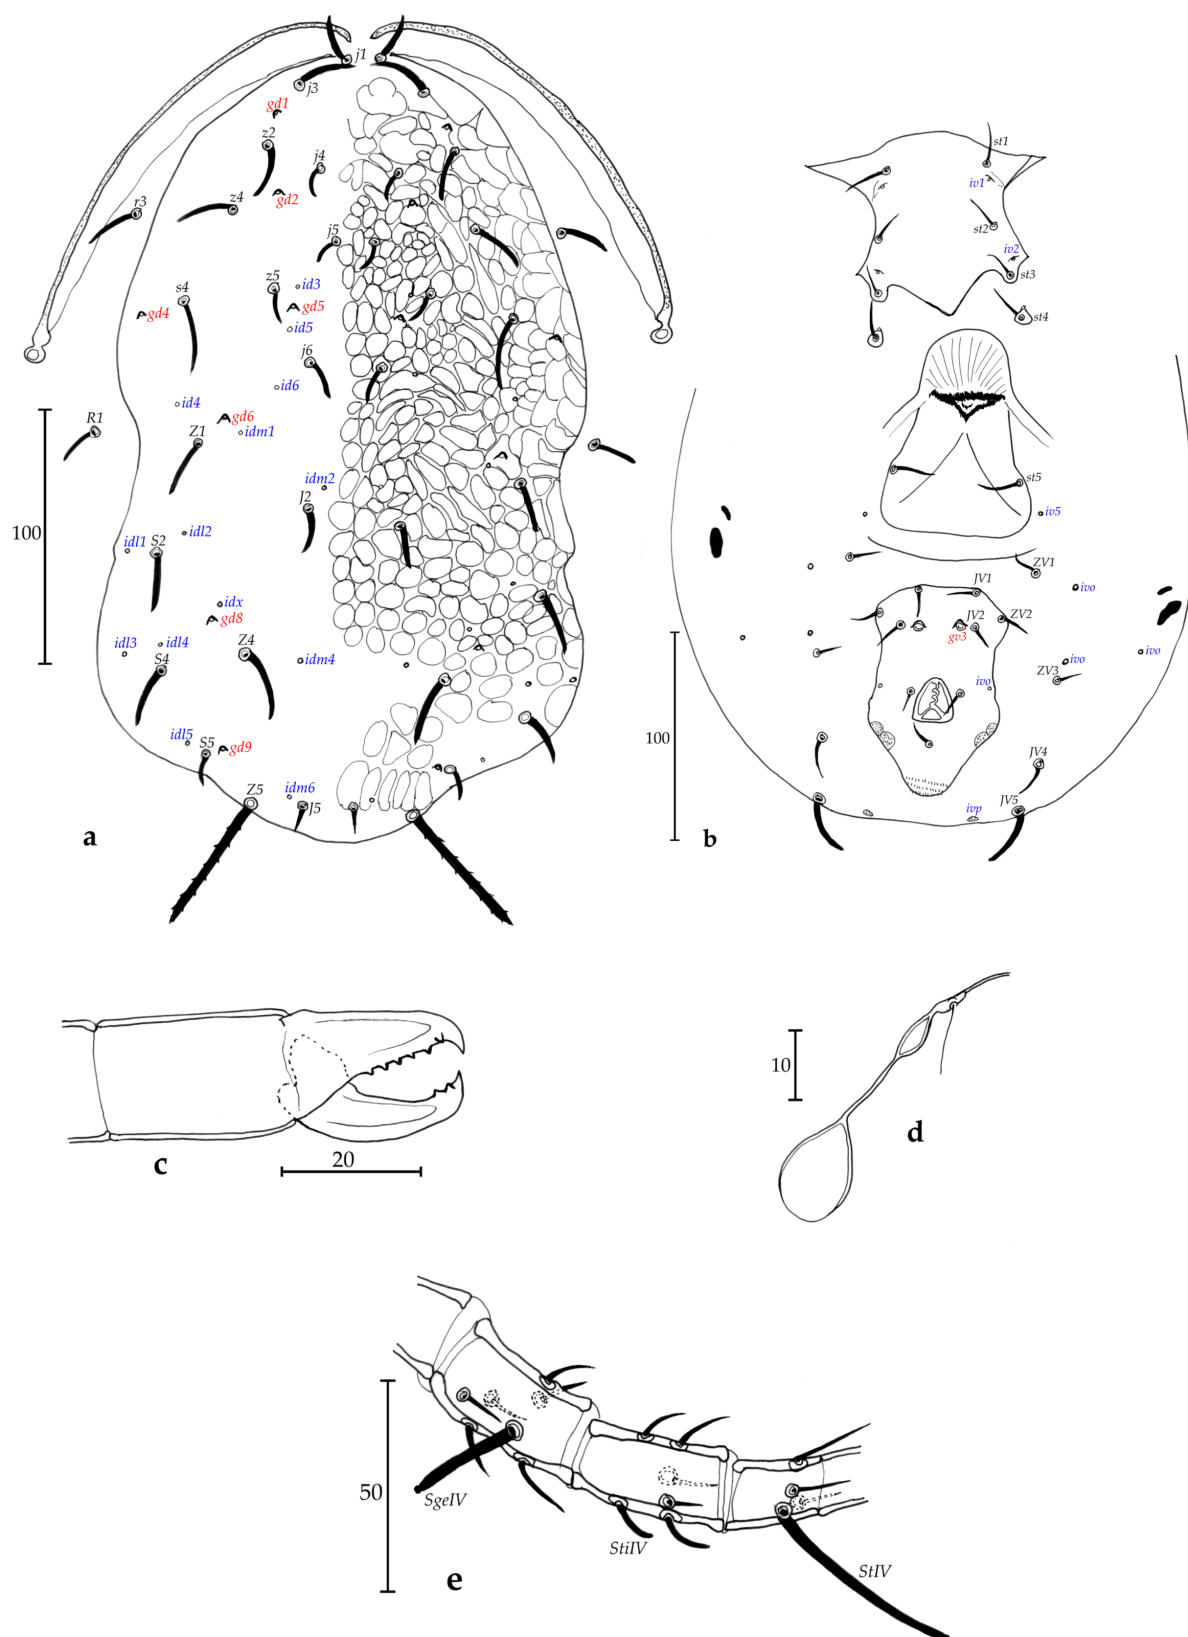 j1
j3
gd1
z2
j4
gd2
z4
r3
j5
z5
id3
s4
gd4
gd5
id5
j6
id6
id4
gd6
R1
Z1
idm1
idm2
J2
100
idl2
idl1
S2
idx
gd8
idl3
idl4
Z4
S4
idm4
idl5
S5
gd9
Z5
idm6
J5
a
st1
iv1
st2
iv2
st3
st4
st5
iv5
ZV1
JV1
ivo
JV2
ZV2
gv3
ivo
ivo
ZV3
ivo
100
JV4
ivp
JV5
b
c
20
10
d
50
SgeIV
StiIV
StIV
e